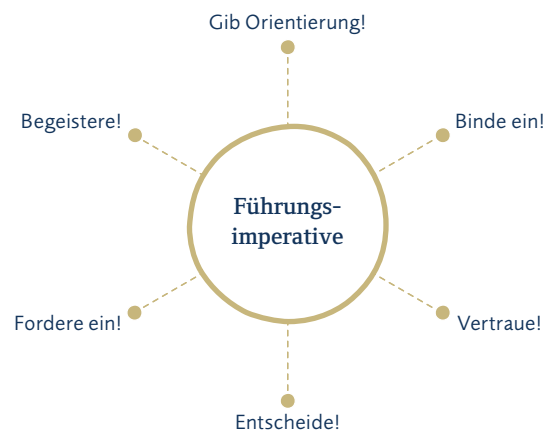 Gib Orientierung!
Begeistere!
Binde ein!
Führungs-
imperative
Fordere ein!
Vertraue!
Entscheide!